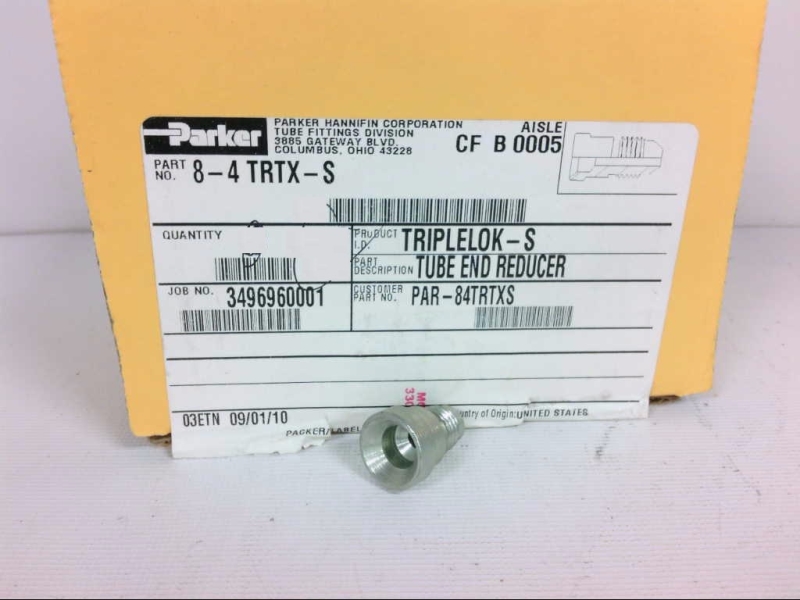 Parker
PARKER HANNIFIN CORPORATION
TUBE FITTINGS DIVISION
3885 GATEWAY BLVD.
COLUMBUS, OHIO 43228
AISLE
CF B 0005
PART NO. 8-4 TRTX-S
QUANTITY
PRODUCT I.D. TRIPLELOK-S
PART DESCRIPTION TUBE END REDUCER
JOB NO. 3496960001
CUSTOMER PART NO. PAR-84TRTXS
03ETN 09/01/10
PACKER/LABEL
Origin: UNITED STATES